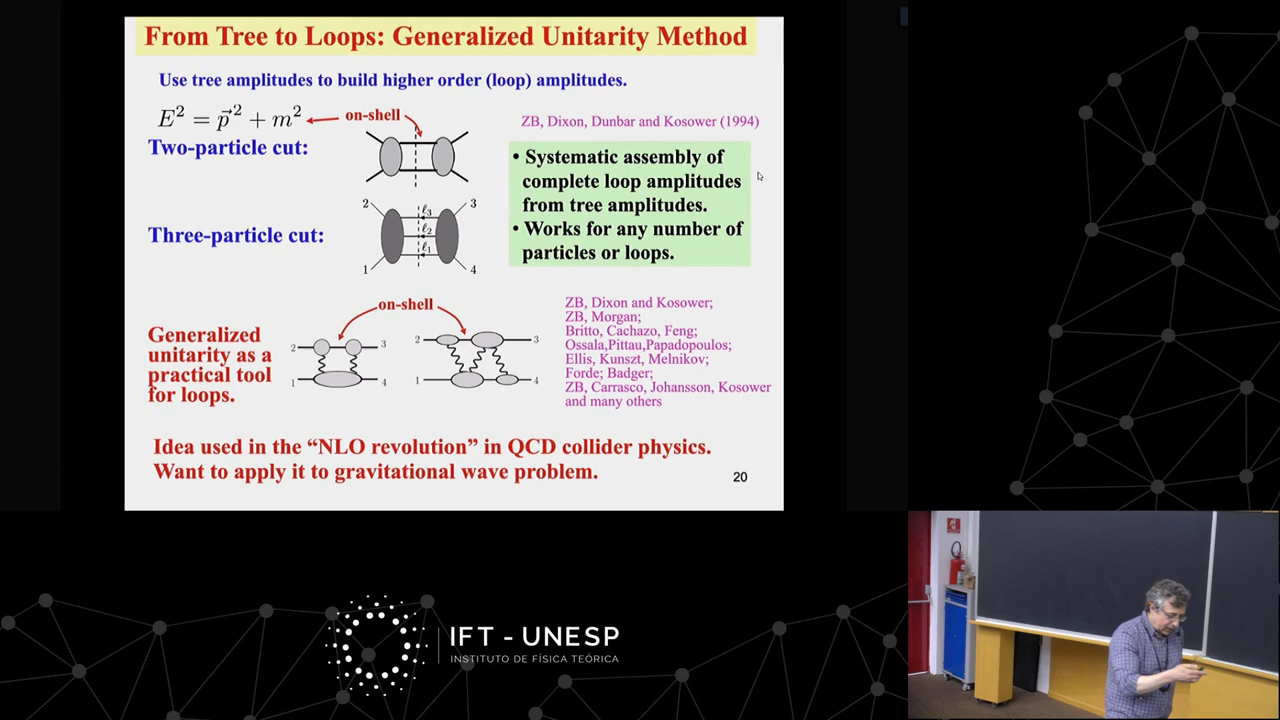 From Tree to Loops: Generalized Unitarity Method
Use tree amplitudes to build higher order (loop) amplitudes.
E² = p⃗² + m²
on-shell
ZB, Dixon, Dunbar and Kosower (1994)
Two-particle cut:
• Systematic assembly of
complete loop amplitudes
from tree amplitudes.
• Works for any number of
particles or loops.
Three-particle cut:
2 3
ℓ3
ℓ2
ℓ1
1 4
on-shell
Generalized
unitarity as a
practical tool
for loops.
2 3
1 4
2 3
1 4
ZB, Dixon and Kosower;
ZB, Morgan;
Britto, Cachazo, Feng;
Ossala,Pittau,Papadopoulos;
Ellis, Kunszt, Melnikov;
Forde; Badger;
ZB, Carrasco, Johansson, Kosower
and many others
Idea used in the “NLO revolution” in QCD collider physics.
Want to apply it to gravitational wave problem.
20
IFT - UNESP
INSTITUTO DE FÍSICA TEÓRICA